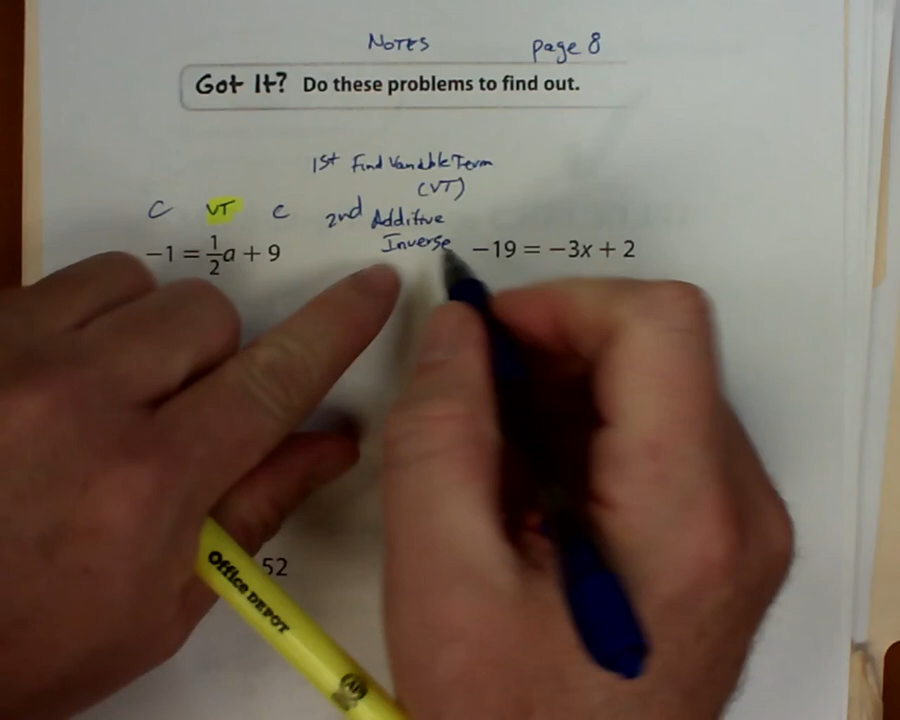 NOTES page 8
Got It? Do these problems to find out.
1st Find Variable Term
(VT)
C VT C 2nd Additive
Inverse
-1 = 1/2 a + 9 -19 = -3x + 2
52
Office DEPOT